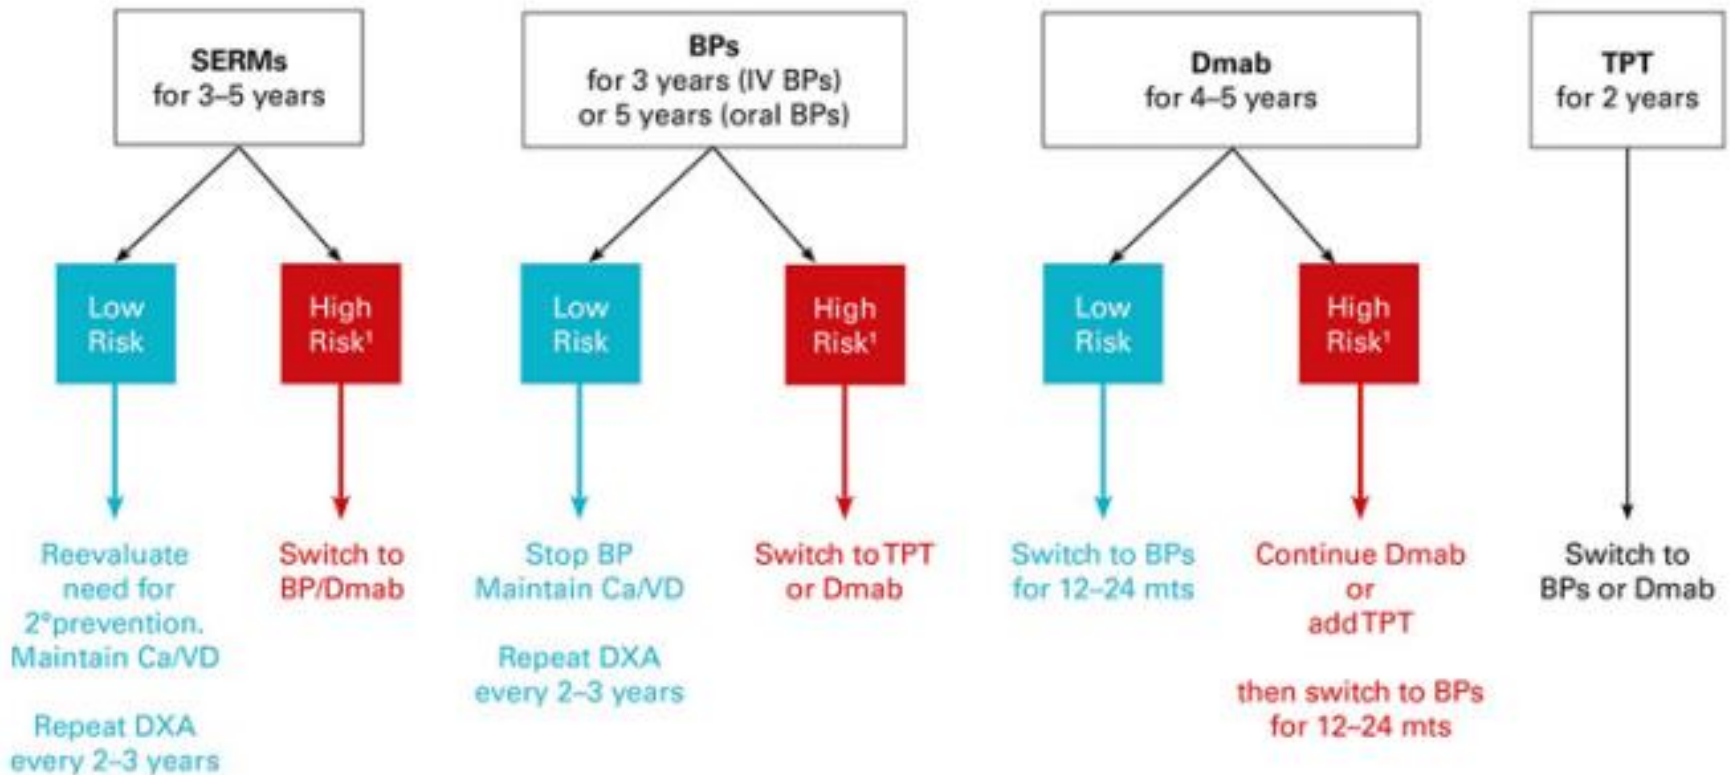 SERMs
for 3–5 years
BPs
for 3 years (IV BPs)
or 5 years (oral BPs)
Dmab
for 4–5 years
TPT
for 2 years
Low
Risk
High
Risk¹
Low
Risk
High
Risk¹
Low
Risk
High
Risk¹
Reevaluate
need for
2°prevention.
Maintain Ca/VD
Repeat DXA
every 2–3 years
Switch to
BP/Dmab
Stop BP
Maintain Ca/VD
Repeat DXA
every 2–3 years
Switch to TPT
or Dmab
Switch to BPs
for 12–24 mts
Continue Dmab
or
add TPT
then switch to BPs
for 12–24 mts
Switch to
BPs or Dmab